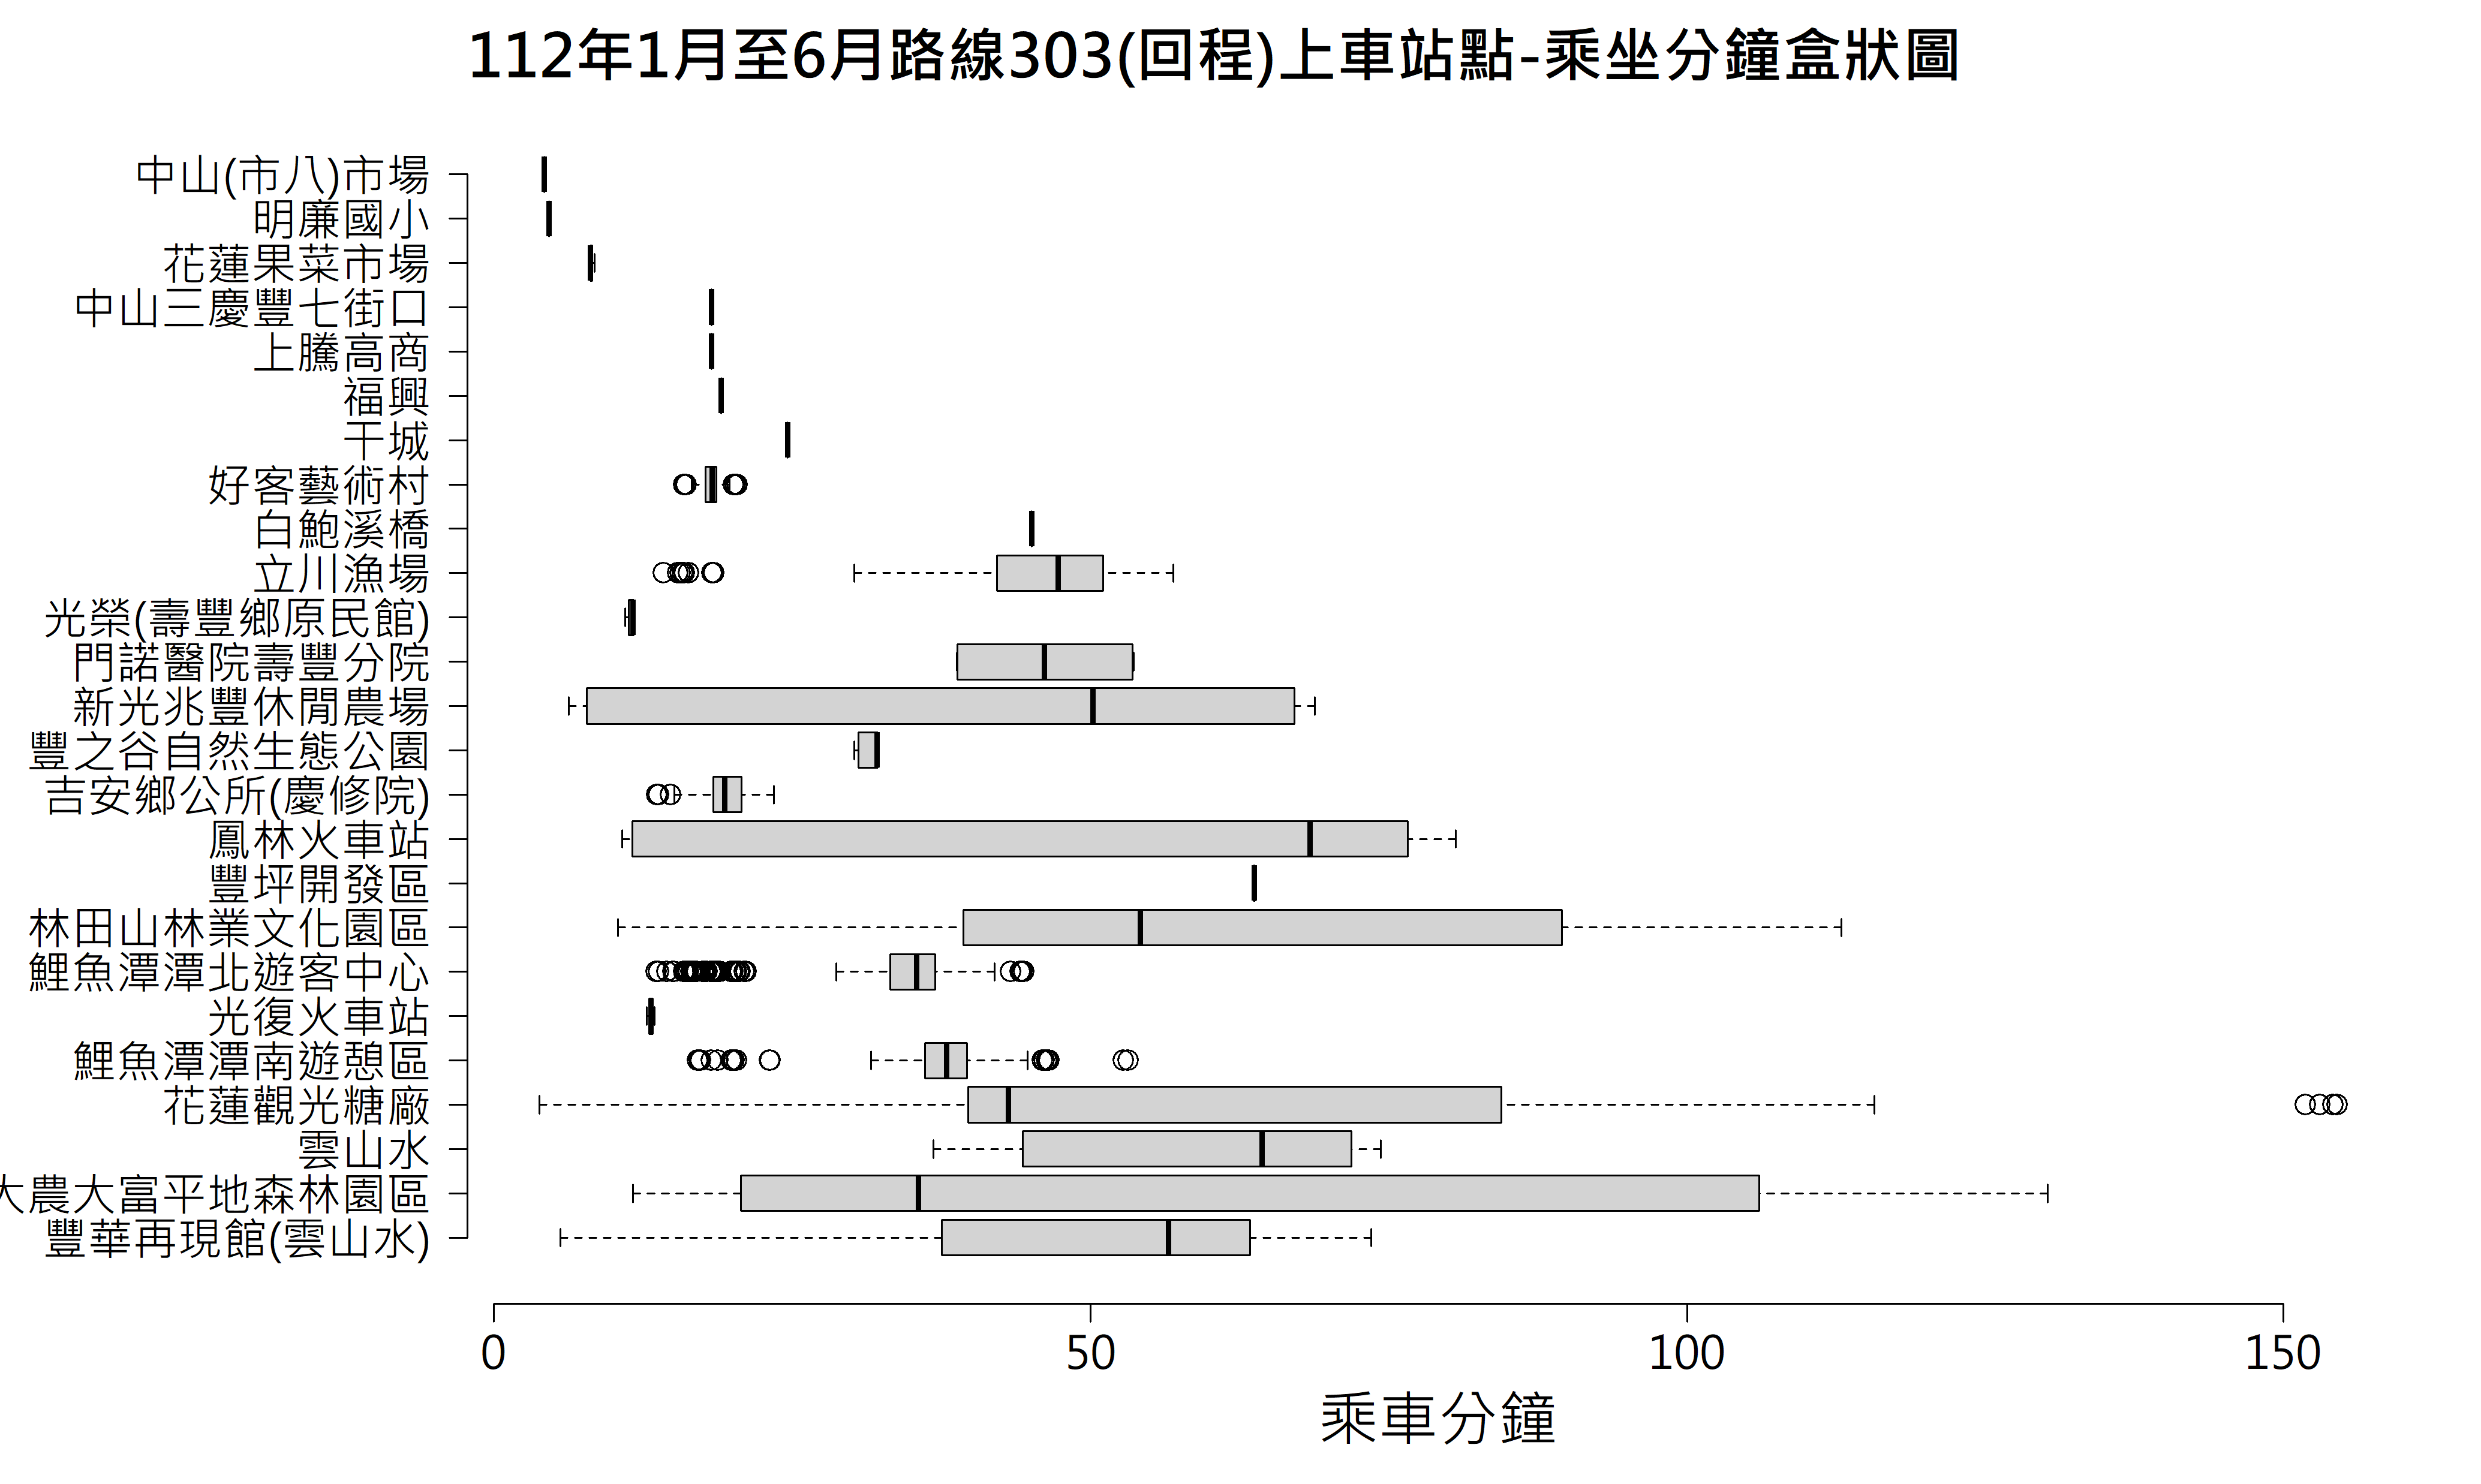 112年1月至6月路線303(回程)上車站點-乘坐分鐘盒狀圖
中山(市八)市場
明廉國小
花蓮果菜市場
中山三慶豐七街口
上騰高商
福興
干城
好客藝術村
白鮑溪橋
立川漁場
光榮(壽豐鄉原民館)
門諾醫院壽豐分院
新光兆豐休閒農場
豐之谷自然生態公園
吉安鄉公所(慶修院)
鳳林火車站
豐坪開發區
林田山林業文化園區
鯉魚潭潭北遊客中心
光復火車站
鯉魚潭潭南遊憩區
花蓮觀光糖廠
雲山水
大農大富平地森林園區
豐華再現館(雲山水)
0 50 100 150
乘車分鐘